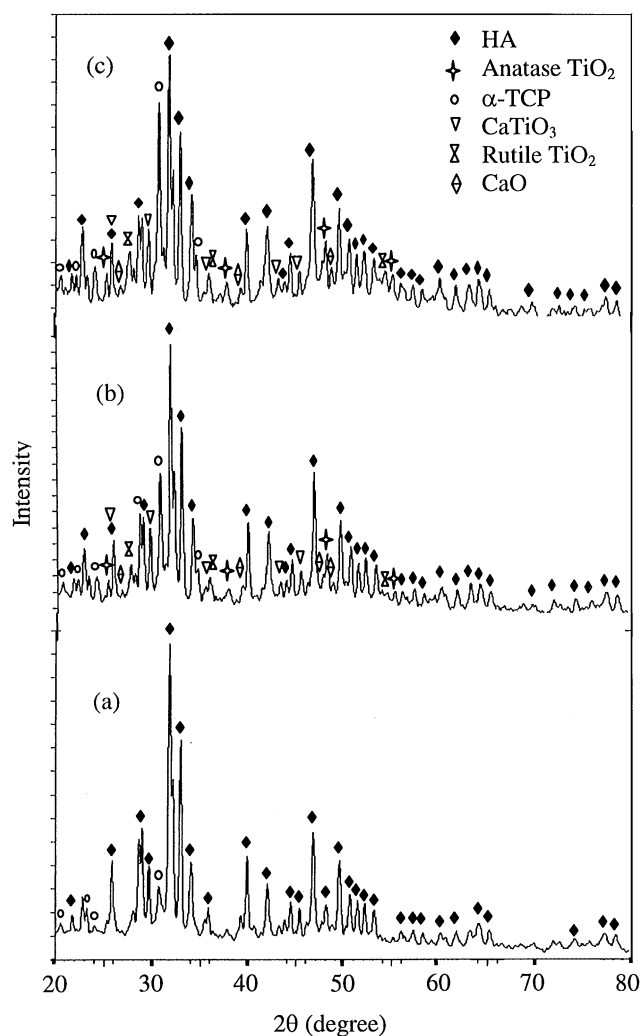 (c)
HA
Anatase TiO₂
α-TCP
CaTiO₃
Rutile TiO₂
CaO
(b)
Intensity
(a)
20 30 40 50 60 70 80
2θ (degree)